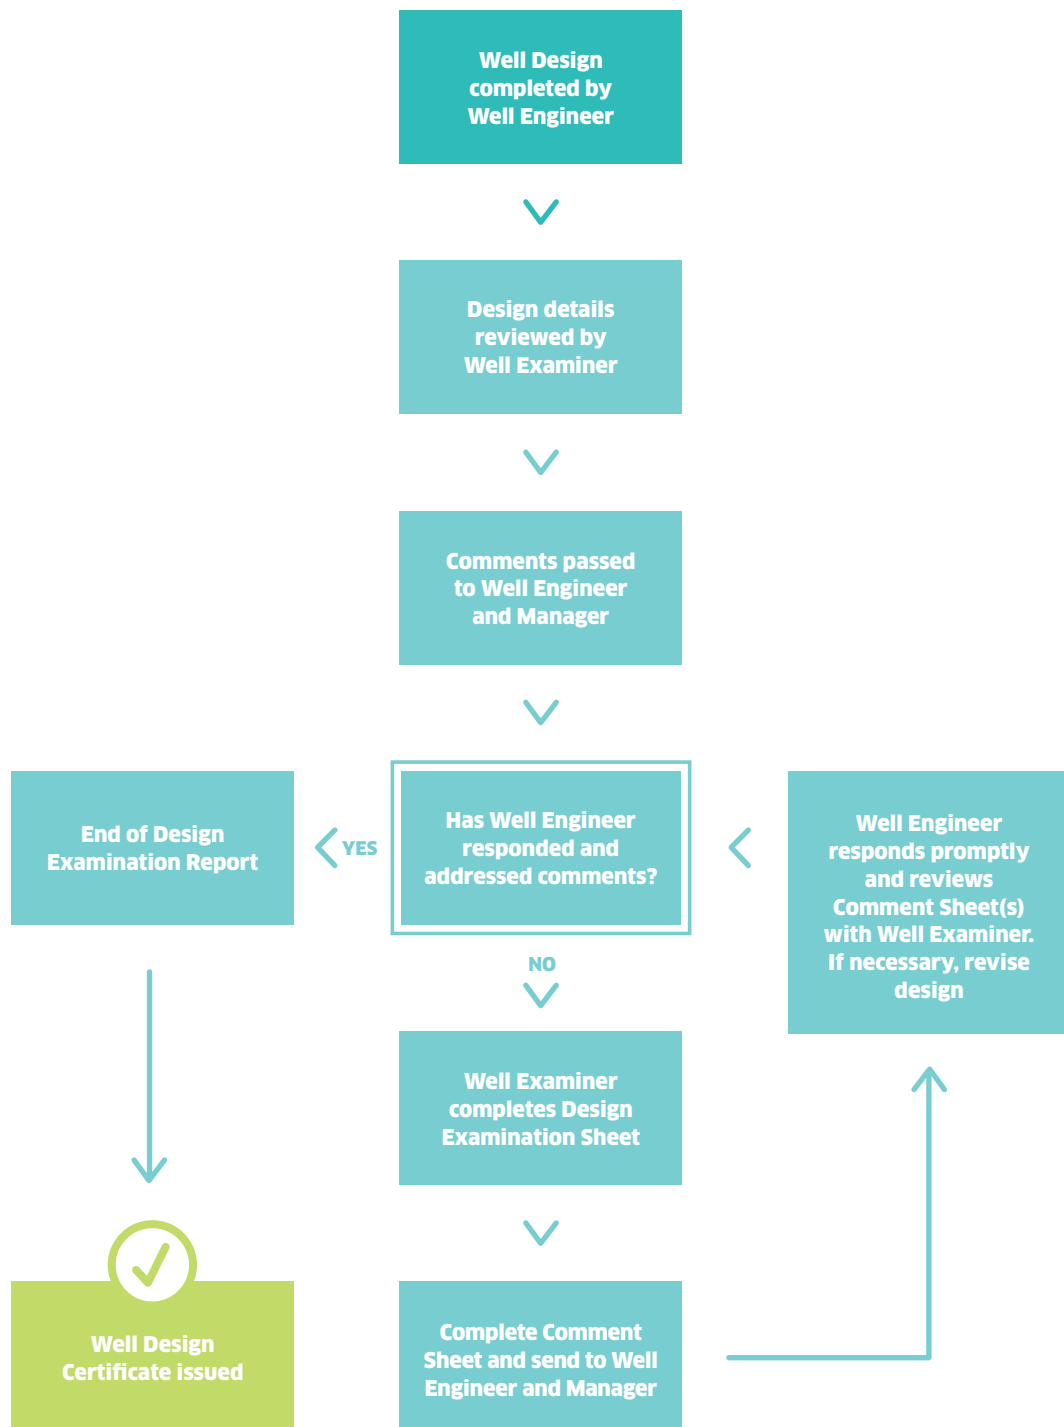 Well Design
completed by
Well Engineer
Design details
reviewed by
Well Examiner
Comments passed
to Well Engineer
and Manager
End of Design
Examination Report
YES
Has Well Engineer
responded and
addressed comments?
Well Engineer
responds promptly
and reviews
Comment Sheet(s)
with Well Examiner.
If necessary, revise
design
NO
Well Examiner
completes Design
Examination Sheet
Well Design
Certificate issued
Complete Comment
Sheet and send to Well
Engineer and Manager